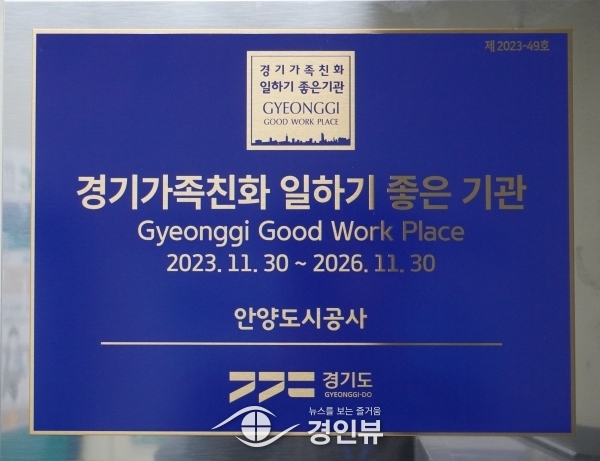 제 2023-49호
경기가족친화
일하기 좋은기관
GYEONGGI
GOOD WORK PLACE
경기가족친화 일하기 좋은 기관
Gyeonggi Good Work Place
2023. 11. 30 ~ 2026. 11. 30
안양도시공사
경기도
GYEONGGI-DO
뉴스를 보는 즐거움
경인뷰